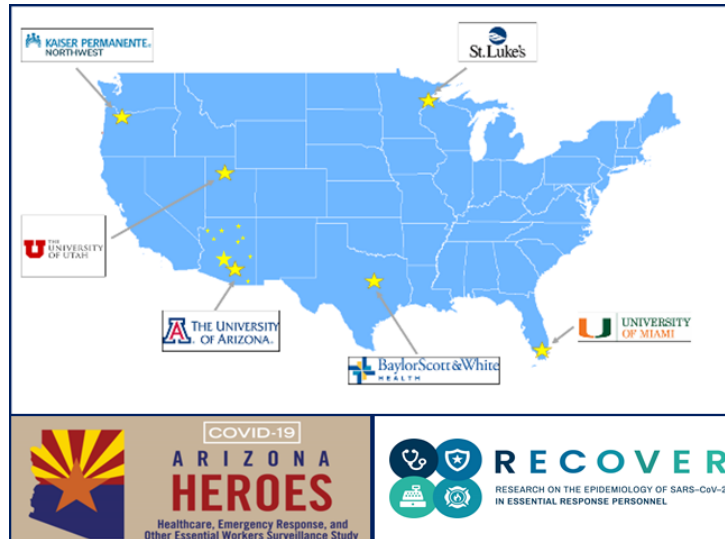 KAISER PERMANENTE®
NORTHWEST
St.Luke's
THE
UNIVERSITY
OF UTAH
A THE UNIVERSITY
OF ARIZONA®
BaylorScott&White
HEALTH
U UNIVERSITY
OF MIAMI
COVID-19
ARIZONA
HEROES
Healthcare, Emergency Response, and
Other Essential Workers Surveillance Study
RECOVER
RESEARCH ON THE EPIDEMIOLOGY OF SARS-CoV-2
IN ESSENTIAL RESPONSE PERSONNEL